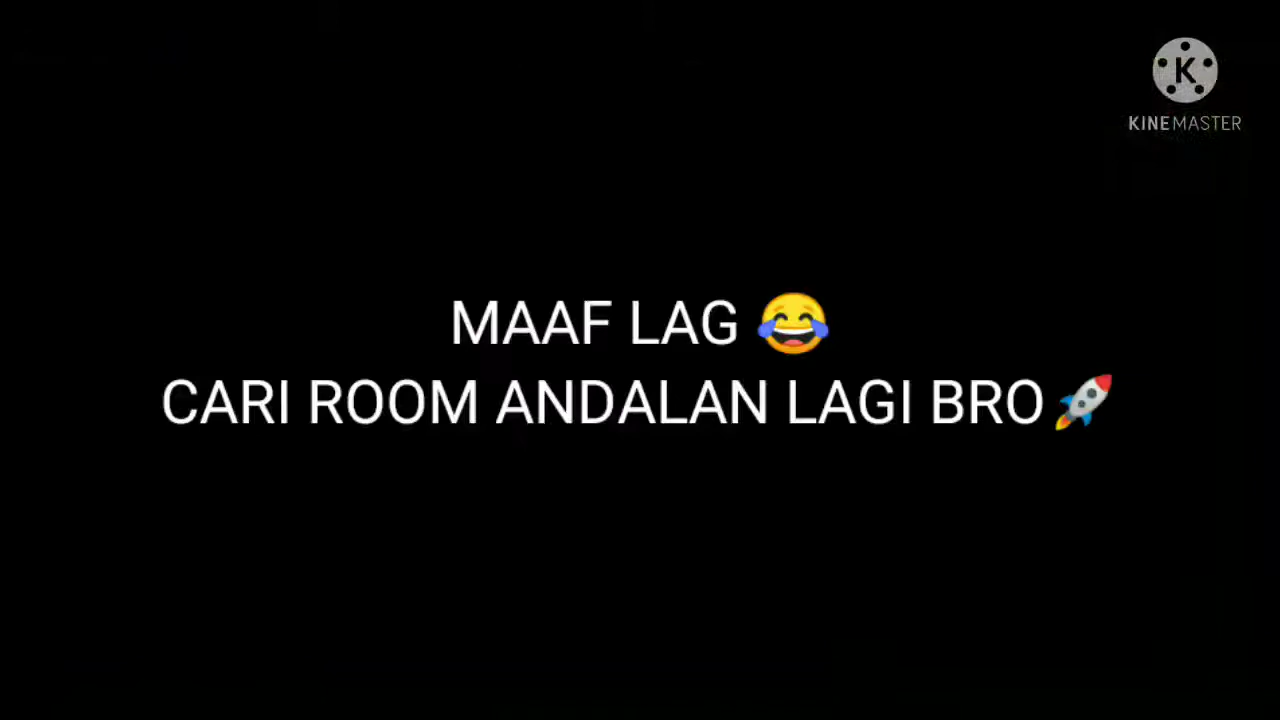 K
KINEMASTER
MAAF LAG 😂
CARI ROOM ANDALAN LAGI BRO🚀